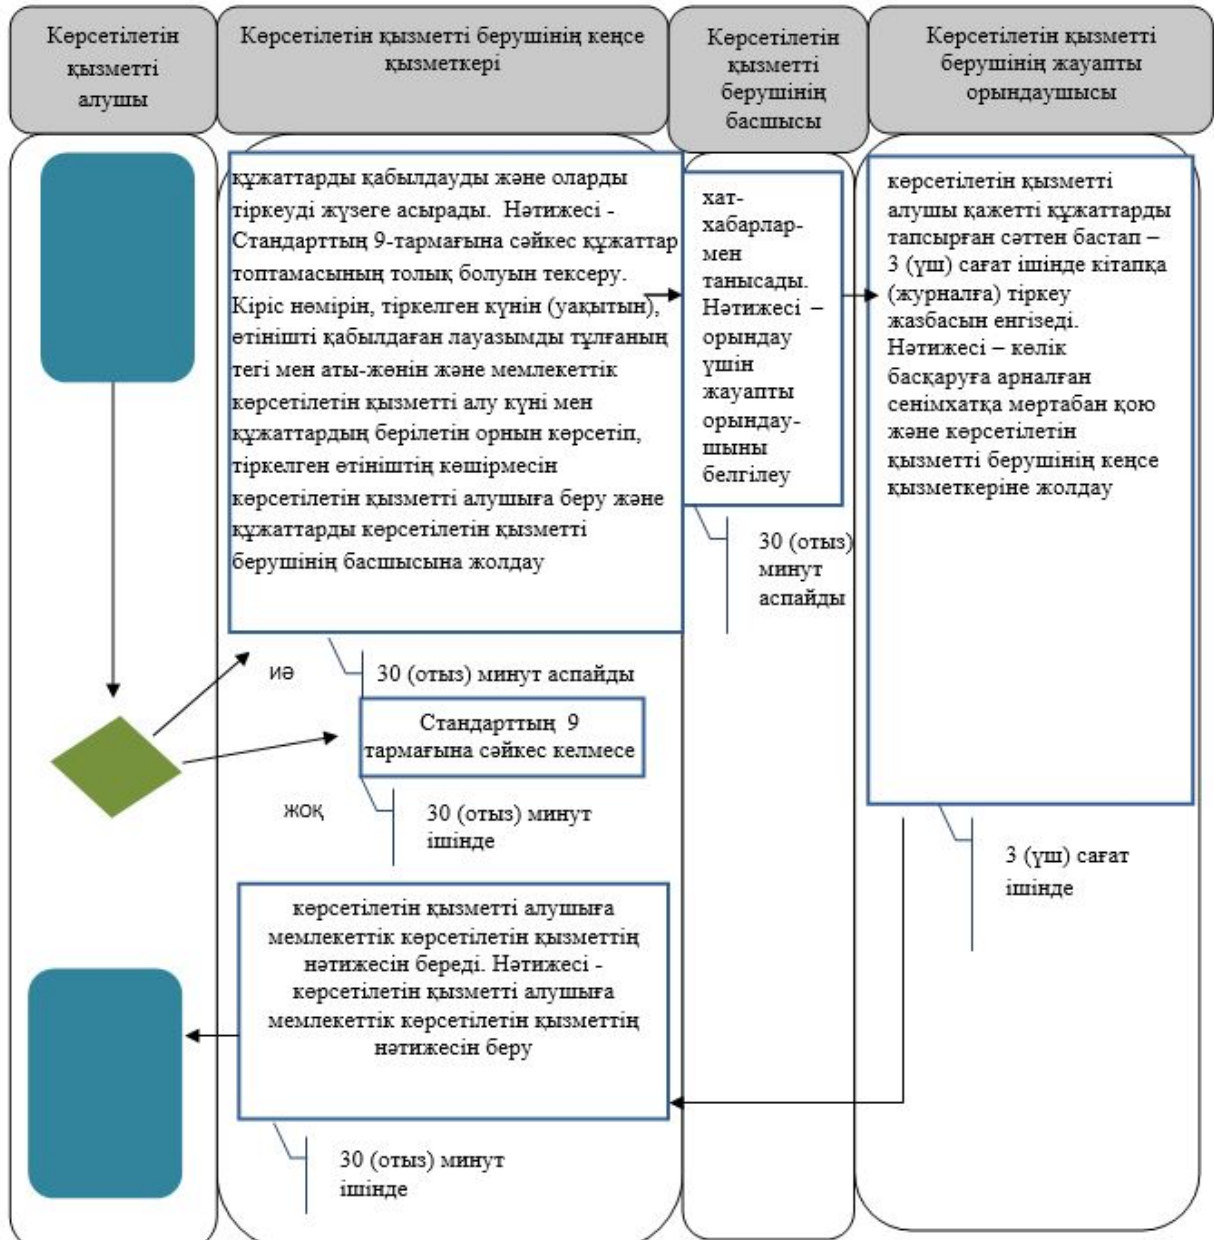 Көрсетілетін
қызметті
алушы
Көрсетілетін қызметті берушінің кеңсе
қызметкері
Көрсетілетін
қызметті
берушінің
басшысы
Көрсетілетін қызметті
берушінің жауапты
орындаушысы
құжаттарды қабылдауды және оларды
тіркеуді жүзеге асырады. Нәтижесі -
Стандарттың 9-тармағына сәйкес құжаттар
топтамасының толық болуын тексеру.
Кіріс нөмірін, тіркелген күнін (уақытын),
өтінішті қабылдаған лауазымды тұлғаның
тегі мен аты-жөнін және мемлекеттік
көрсетілетін қызметті алу күні мен
құжаттардың берілетін орнын көрсетіп,
тіркелген өтініштің көшірмесін
көрсетілетін қызметті алушыға беру және
құжаттарды көрсетілетін қызметті
берушінің басшысына жолдау
хат-
хабарлар-
мен
танысады.
Нәтижесі –
орындау
үшін
жауапты
орындау-
шыны
белгілеу
көрсетілетін қызметті
алушы қажетті құжаттарды
тапсырған сәттен бастап –
3 (үш) сағат ішінде кітапқа
(журналға) тіркеу
жазбасын енгізеді.
Нәтижесі – көлік
басқаруға арналған
сенімхатқа мөртабан қою
және көрсетілетін
қызметті берушінің кеңсе
қызметкеріне жолдау
30 (отыз)
минут
аспайды
иә
30 (отыз) минут аспайды
Стандарттың 9
тармағына сәйкес келмесе
жоқ
30 (отыз) минут
ішінде
3 (үш) сағат
ішінде
көрсетілетін қызметті алушыға
мемлекеттік көрсетілетін қызметтің
нәтижесін береді. Нәтижесі -
көрсетілетін қызметті алушыға
мемлекеттік көрсетілетін қызметтің
нәтижесін беру
30 (отыз) минут
ішінде